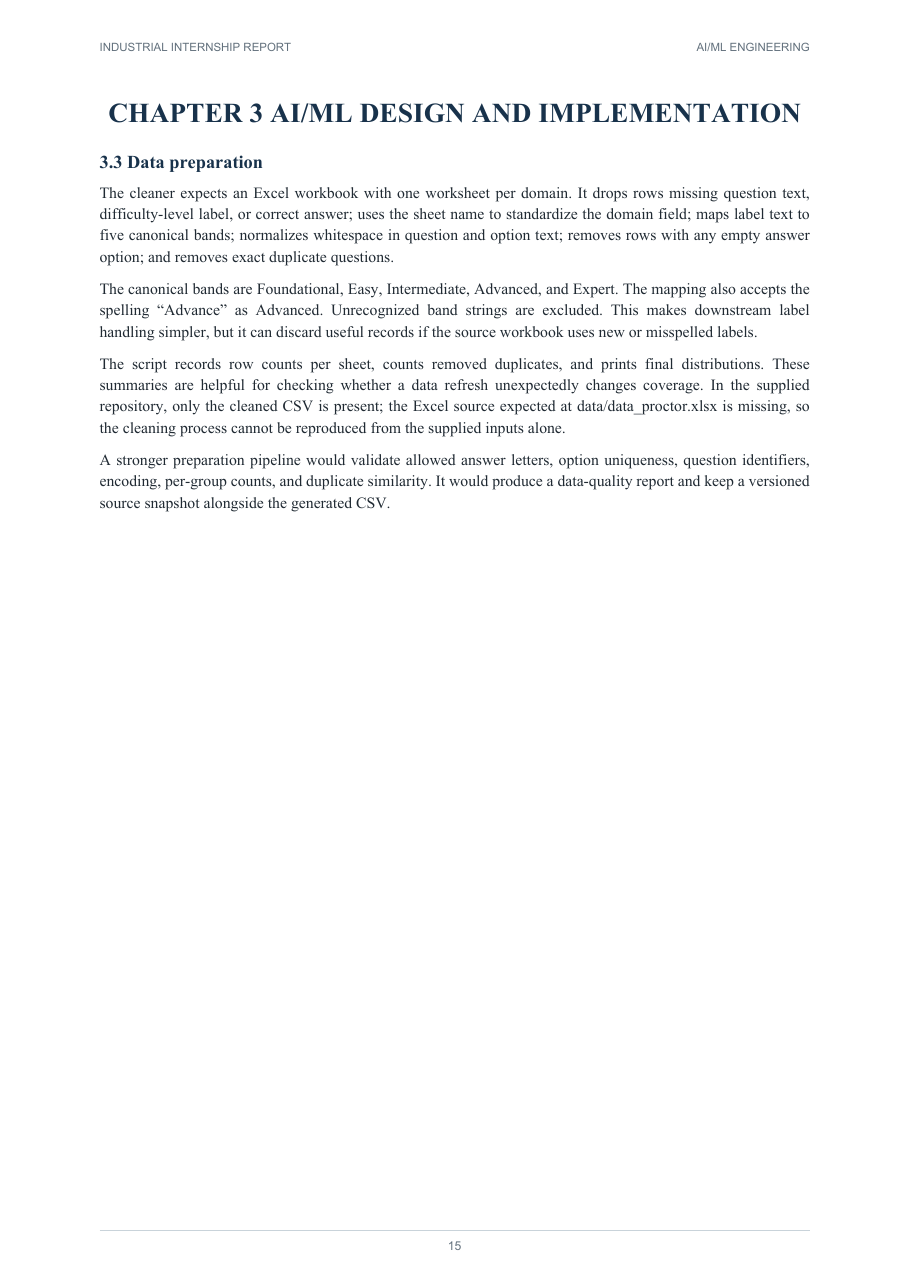 INDUSTRIAL INTERNSHIP REPORT AI/ML ENGINEERING
CHAPTER 3 AI/ML DESIGN AND IMPLEMENTATION
3.3 Data preparation
The cleaner expects an Excel workbook with one worksheet per domain. It drops rows missing question text,
difficulty-level label, or correct answer; uses the sheet name to standardize the domain field; maps label text to
five canonical bands; normalizes whitespace in question and option text; removes rows with any empty answer
option; and removes exact duplicate questions.
The canonical bands are Foundational, Easy, Intermediate, Advanced, and Expert. The mapping also accepts the
spelling “Advance” as Advanced. Unrecognized band strings are excluded. This makes downstream label
handling simpler, but it can discard useful records if the source workbook uses new or misspelled labels.
The script records row counts per sheet, counts removed duplicates, and prints final distributions. These
summaries are helpful for checking whether a data refresh unexpectedly changes coverage. In the supplied
repository, only the cleaned CSV is present; the Excel source expected at data/data_proctor.xlsx is missing, so
the cleaning process cannot be reproduced from the supplied inputs alone.
A stronger preparation pipeline would validate allowed answer letters, option uniqueness, question identifiers,
encoding, per-group counts, and duplicate similarity. It would produce a data-quality report and keep a versioned
source snapshot alongside the generated CSV.
15